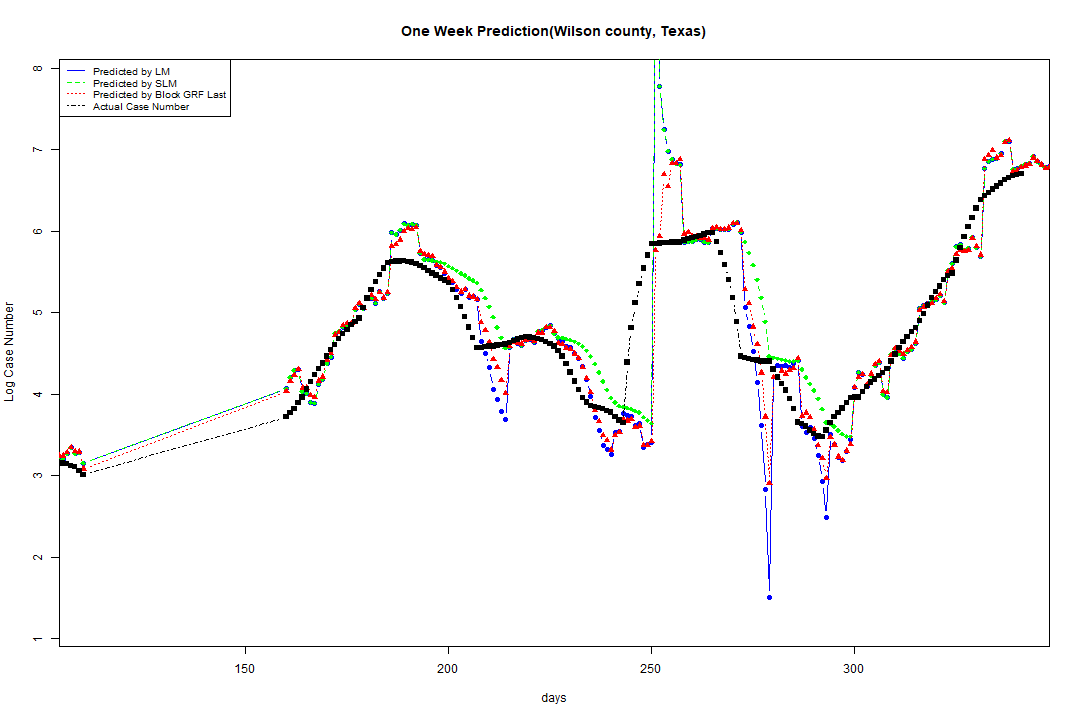 One Week Prediction(Wilson county, Texas)
Predicted by LM
Predicted by SLM
Predicted by Block GRF Last
Actual Case Number
8
7
6
5
4
3
2
1
Log Case Number
150
200
250
300
days